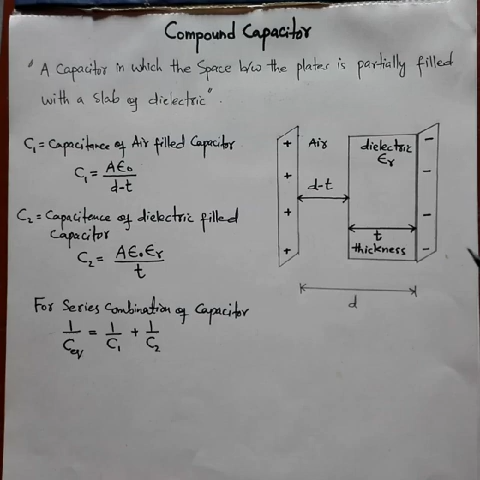 Compound Capacitor
" A Capacitor in which the Space b/w the plates is partially filled
with a Slab of dielectric".
C₁ = Capacitance of Air filled Capacitor
C₁ = Aϵ₀ / d-t
C₂ = Capacitance of dielectric filled
Capacitor
C₂ = Aϵ₀ϵr / t
For Series Combination of Capacitor
1/Ceq = 1/C₁ + 1/C₂
+ Air dielectric −
ϵr
+ −
d-t
+ −
t
+ thickness −
d